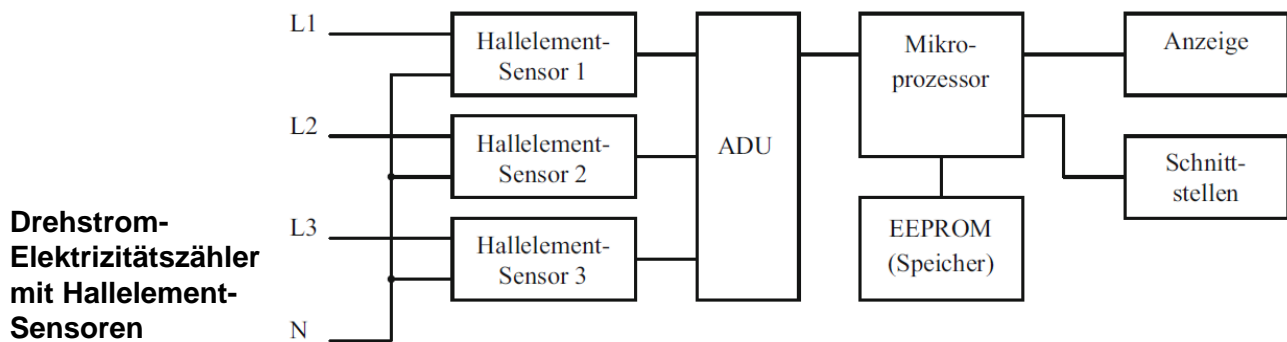 L1
Hallelement-
Sensor 1
L2
Hallelement-
Sensor 2
L3
Hallelement-
Sensor 3
N
ADU
Mikro-
prozessor
EEPROM
(Speicher)
Anzeige
Schnitt-
stellen
Drehstrom-
Elektrizitätszähler
mit Hallelement-
Sensoren